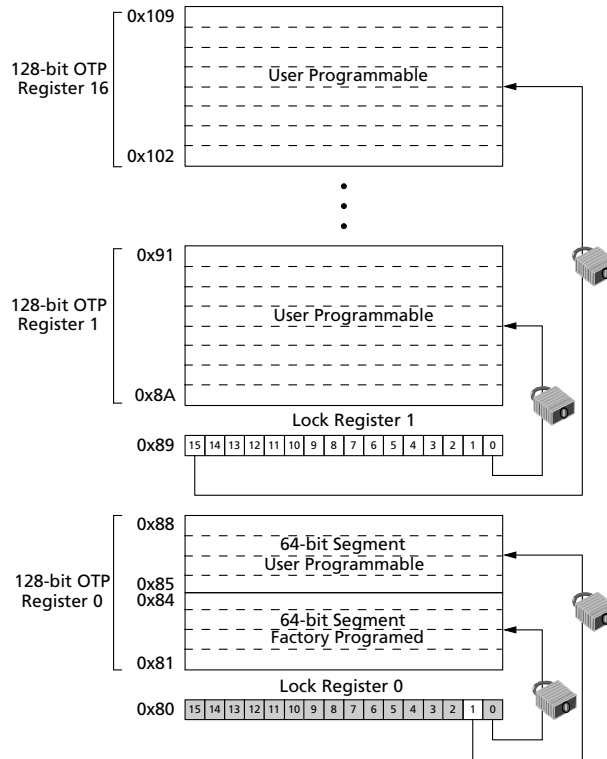 0x109
128-bit OTP
Register 16
User Programmable
0x102
0x91
128-bit OTP
Register 1
User Programmable
0x8A
Lock Register 1
0x89
15 14 13 12 11 10 9 8 7 6 5 4 3 2 1 0
0x88
64-bit Segment
User Programmable
128-bit OTP
Register 0
0x85
0x84
64-bit Segment
Factory Programed
0x81
Lock Register 0
0x80
15 14 13 12 11 10 9 8 7 6 5 4 3 2 1 0